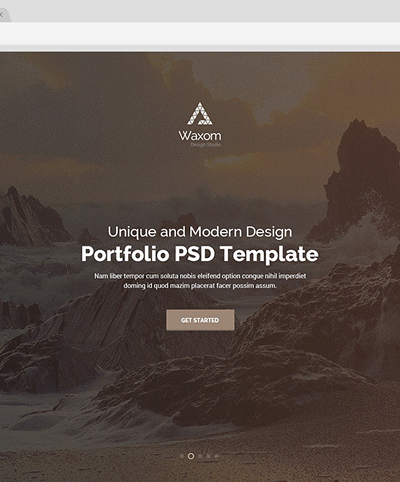 Waxom
Design Studio
Unique and Modern Design
Portfolio PSD Template
Nam liber tempor cum soluta nobis eleifend option congue nihil imperdiet
doming id quod mazim placerat facer possim assum.
GET STARTED